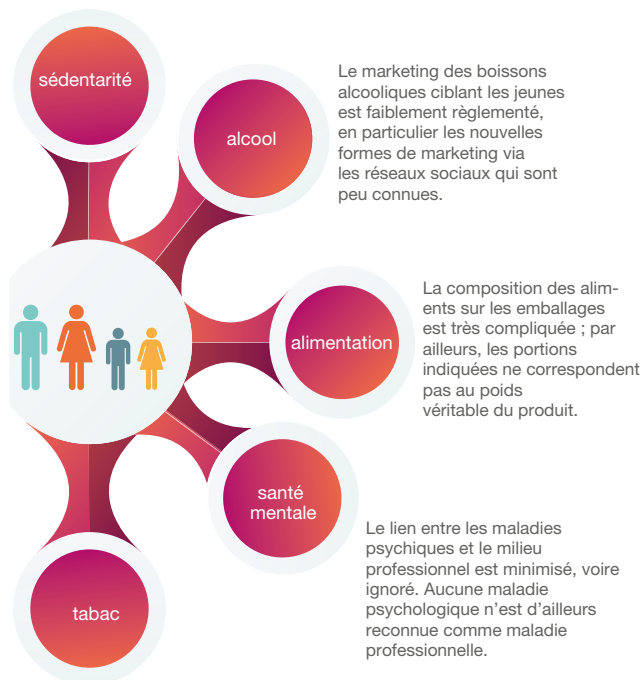 sédentarité
Le marketing des boissons
alcooliques ciblant les jeunes
est faiblement règlementé,
en particulier les nouvelles
formes de marketing via
les réseaux sociaux qui sont
peu connues.
alcool
La composition des alim-
ents sur les emballages
est très compliquée ; par
ailleurs, les portions
indiquées ne correspondent
pas au poids
véritable du produit.
alimentation
santé
mentale
Le lien entre les maladies
psychiques et le milieu
professionnel est minimisé, voire
ignoré. Aucune maladie
psychologique n’est d’ailleurs
reconnue comme maladie
professionnelle.
tabac